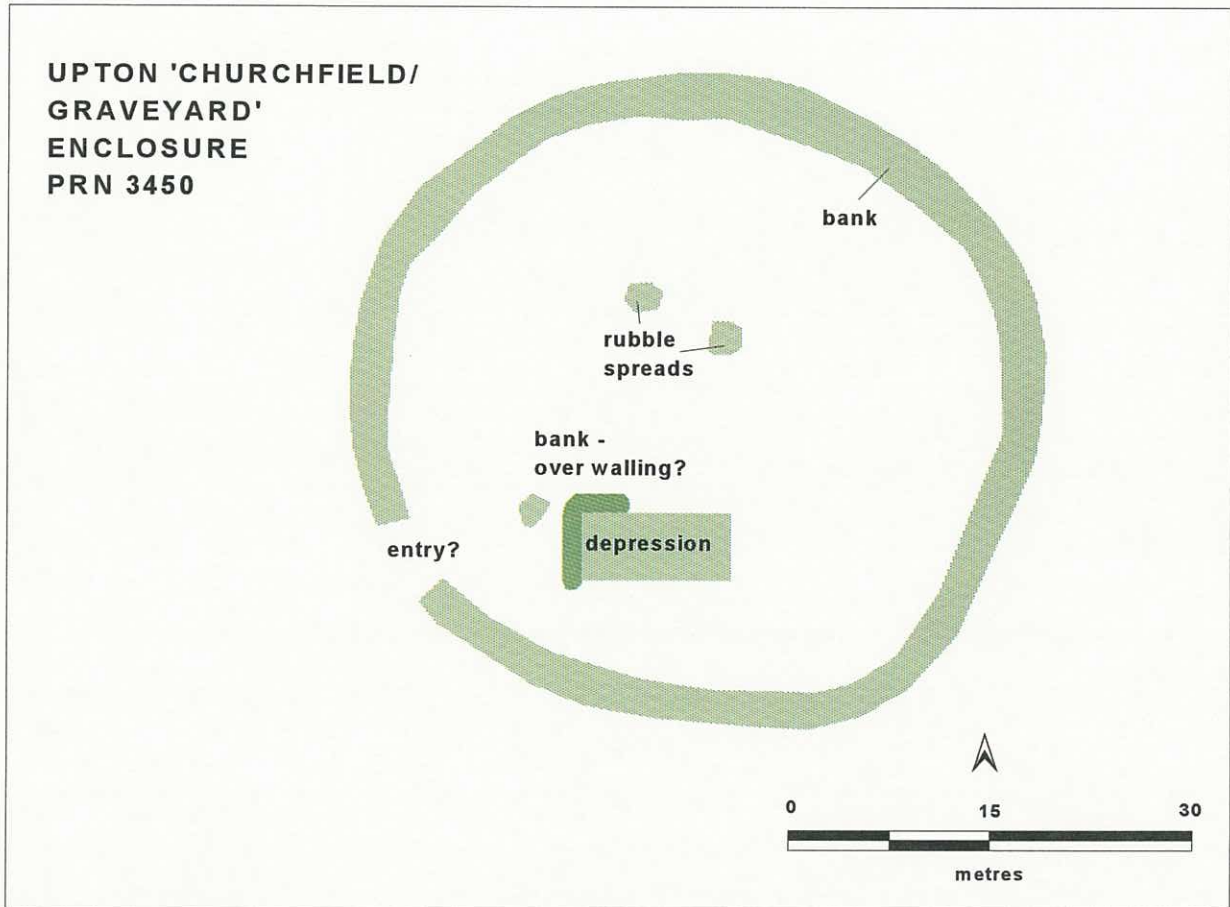 UPTON 'CHURCHFIELD/
GRAVEYARD'
ENCLOSURE
PRN 3450
bank
rubble
spreads
bank -
over walling?
entry?
depression
0 15 30
metres